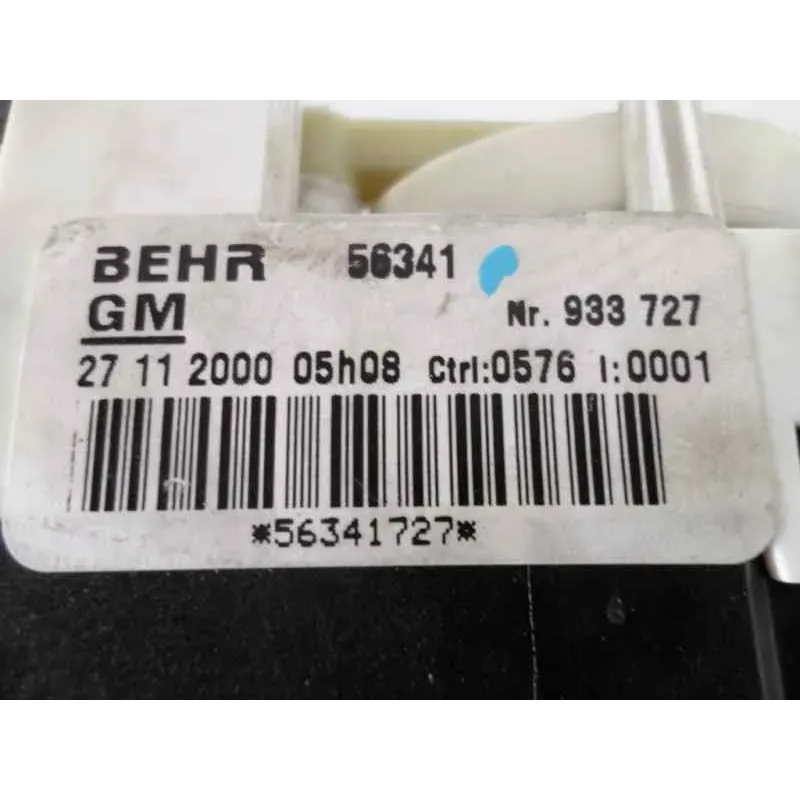 BEHR 56341
GM Nr. 933 727
27 11 2000 05h08 Ctrl:0576 I:0001
*56341727*